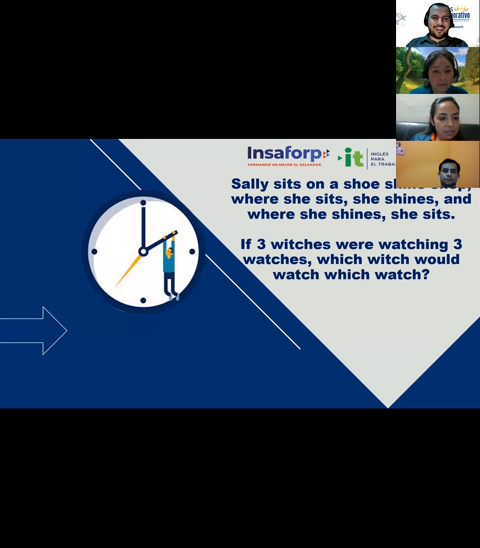 Insaforp
FORMANDO UN MEJOR EL SALVADOR
it
INGLÉS
PARA
EL TRABA
Sally sits on a shoe
where she sits, she shines, and
where she shines, she sits.
If 3 witches were watching 3
watches, which witch would
watch which watch?